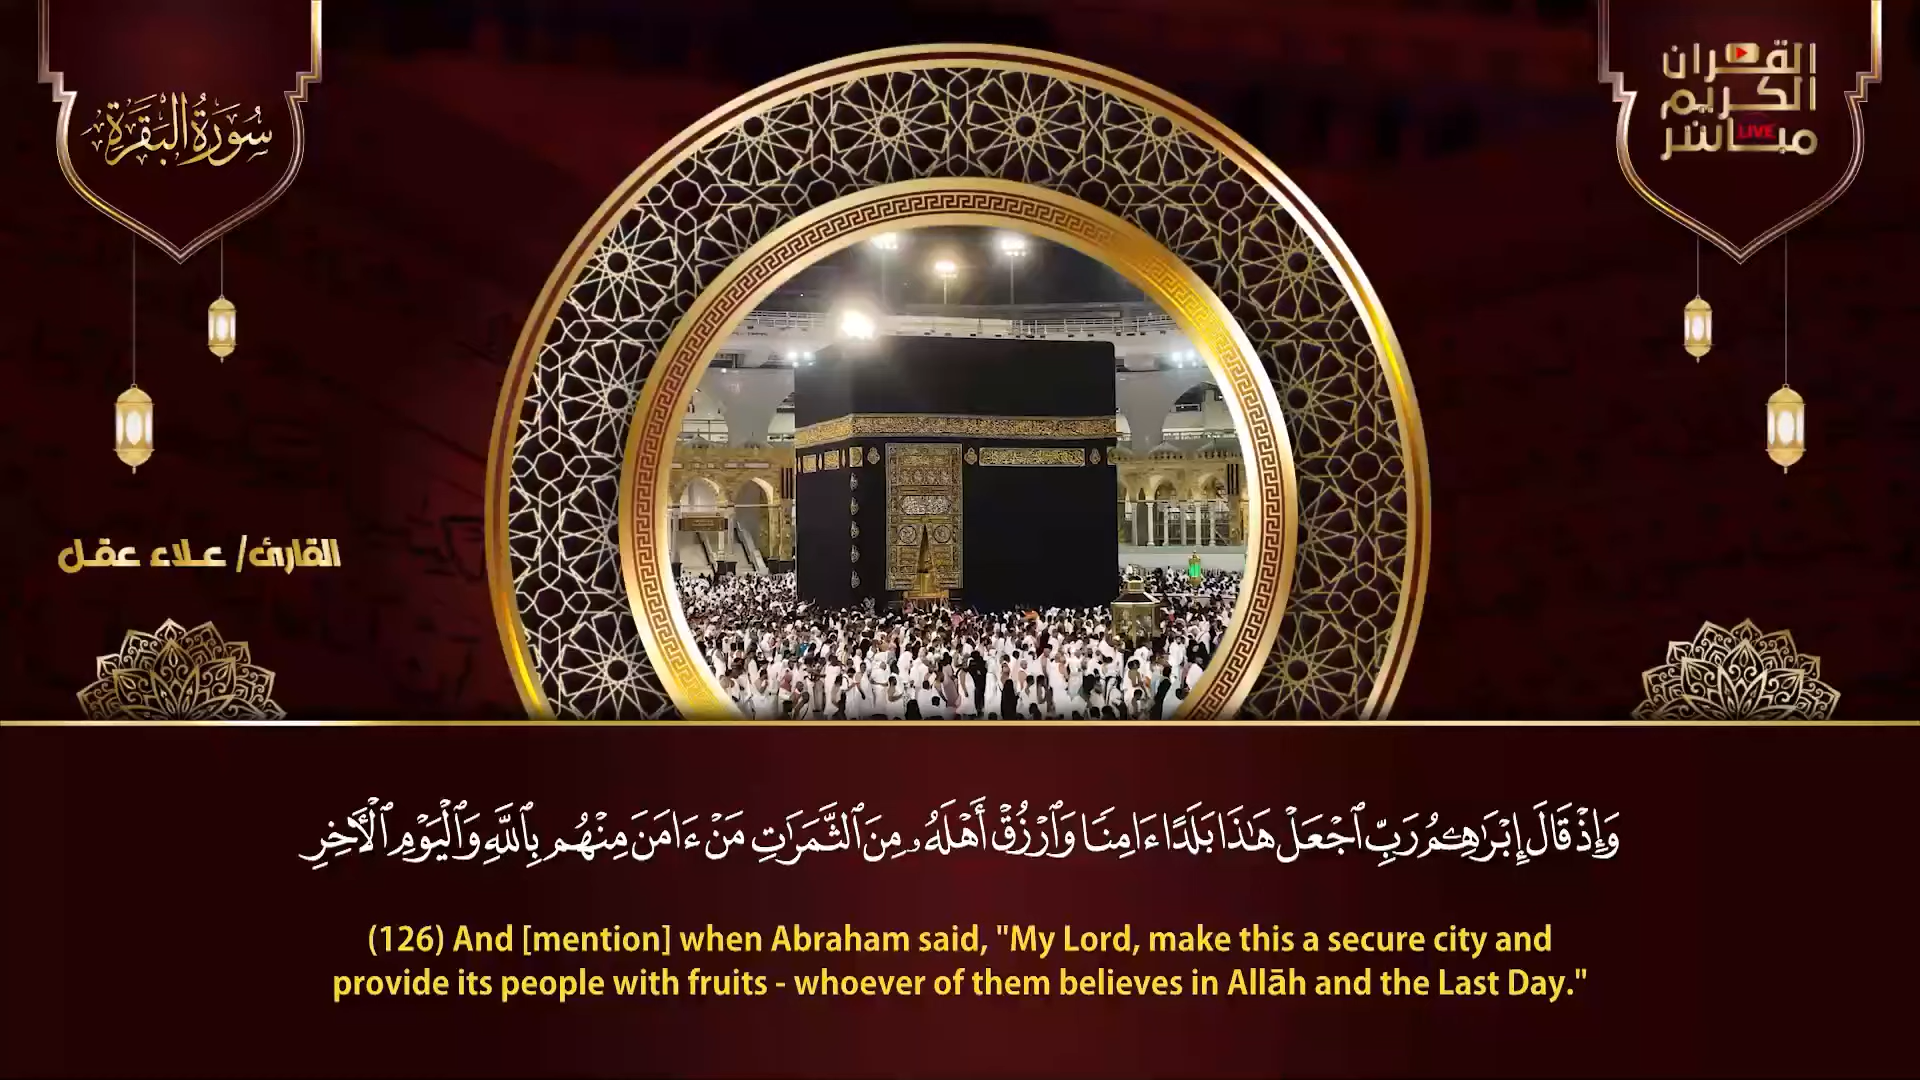 سُورَةُ البَقَرَةِ
القرآن
الكريم
مباشر
LIVE
القارئ/ علاء عقل
وَإِذْ قَالَ إِبْرَٰهِـۧمُ رَبِّ ٱجْعَلْ هَـٰذَا بَلَدًا ءَامِنًا وَٱرْزُقْ أَهْلَهُۥ مِنَ ٱلثَّمَرَٰتِ مَنْ ءَامَنَ مِنْهُم بِٱللَّهِ وَٱلْيَوْمِ ٱلْـَٔاخِرِ
(126) And [mention] when Abraham said, "My Lord, make this a secure city and
provide its people with fruits - whoever of them believes in Allāh and the Last Day."